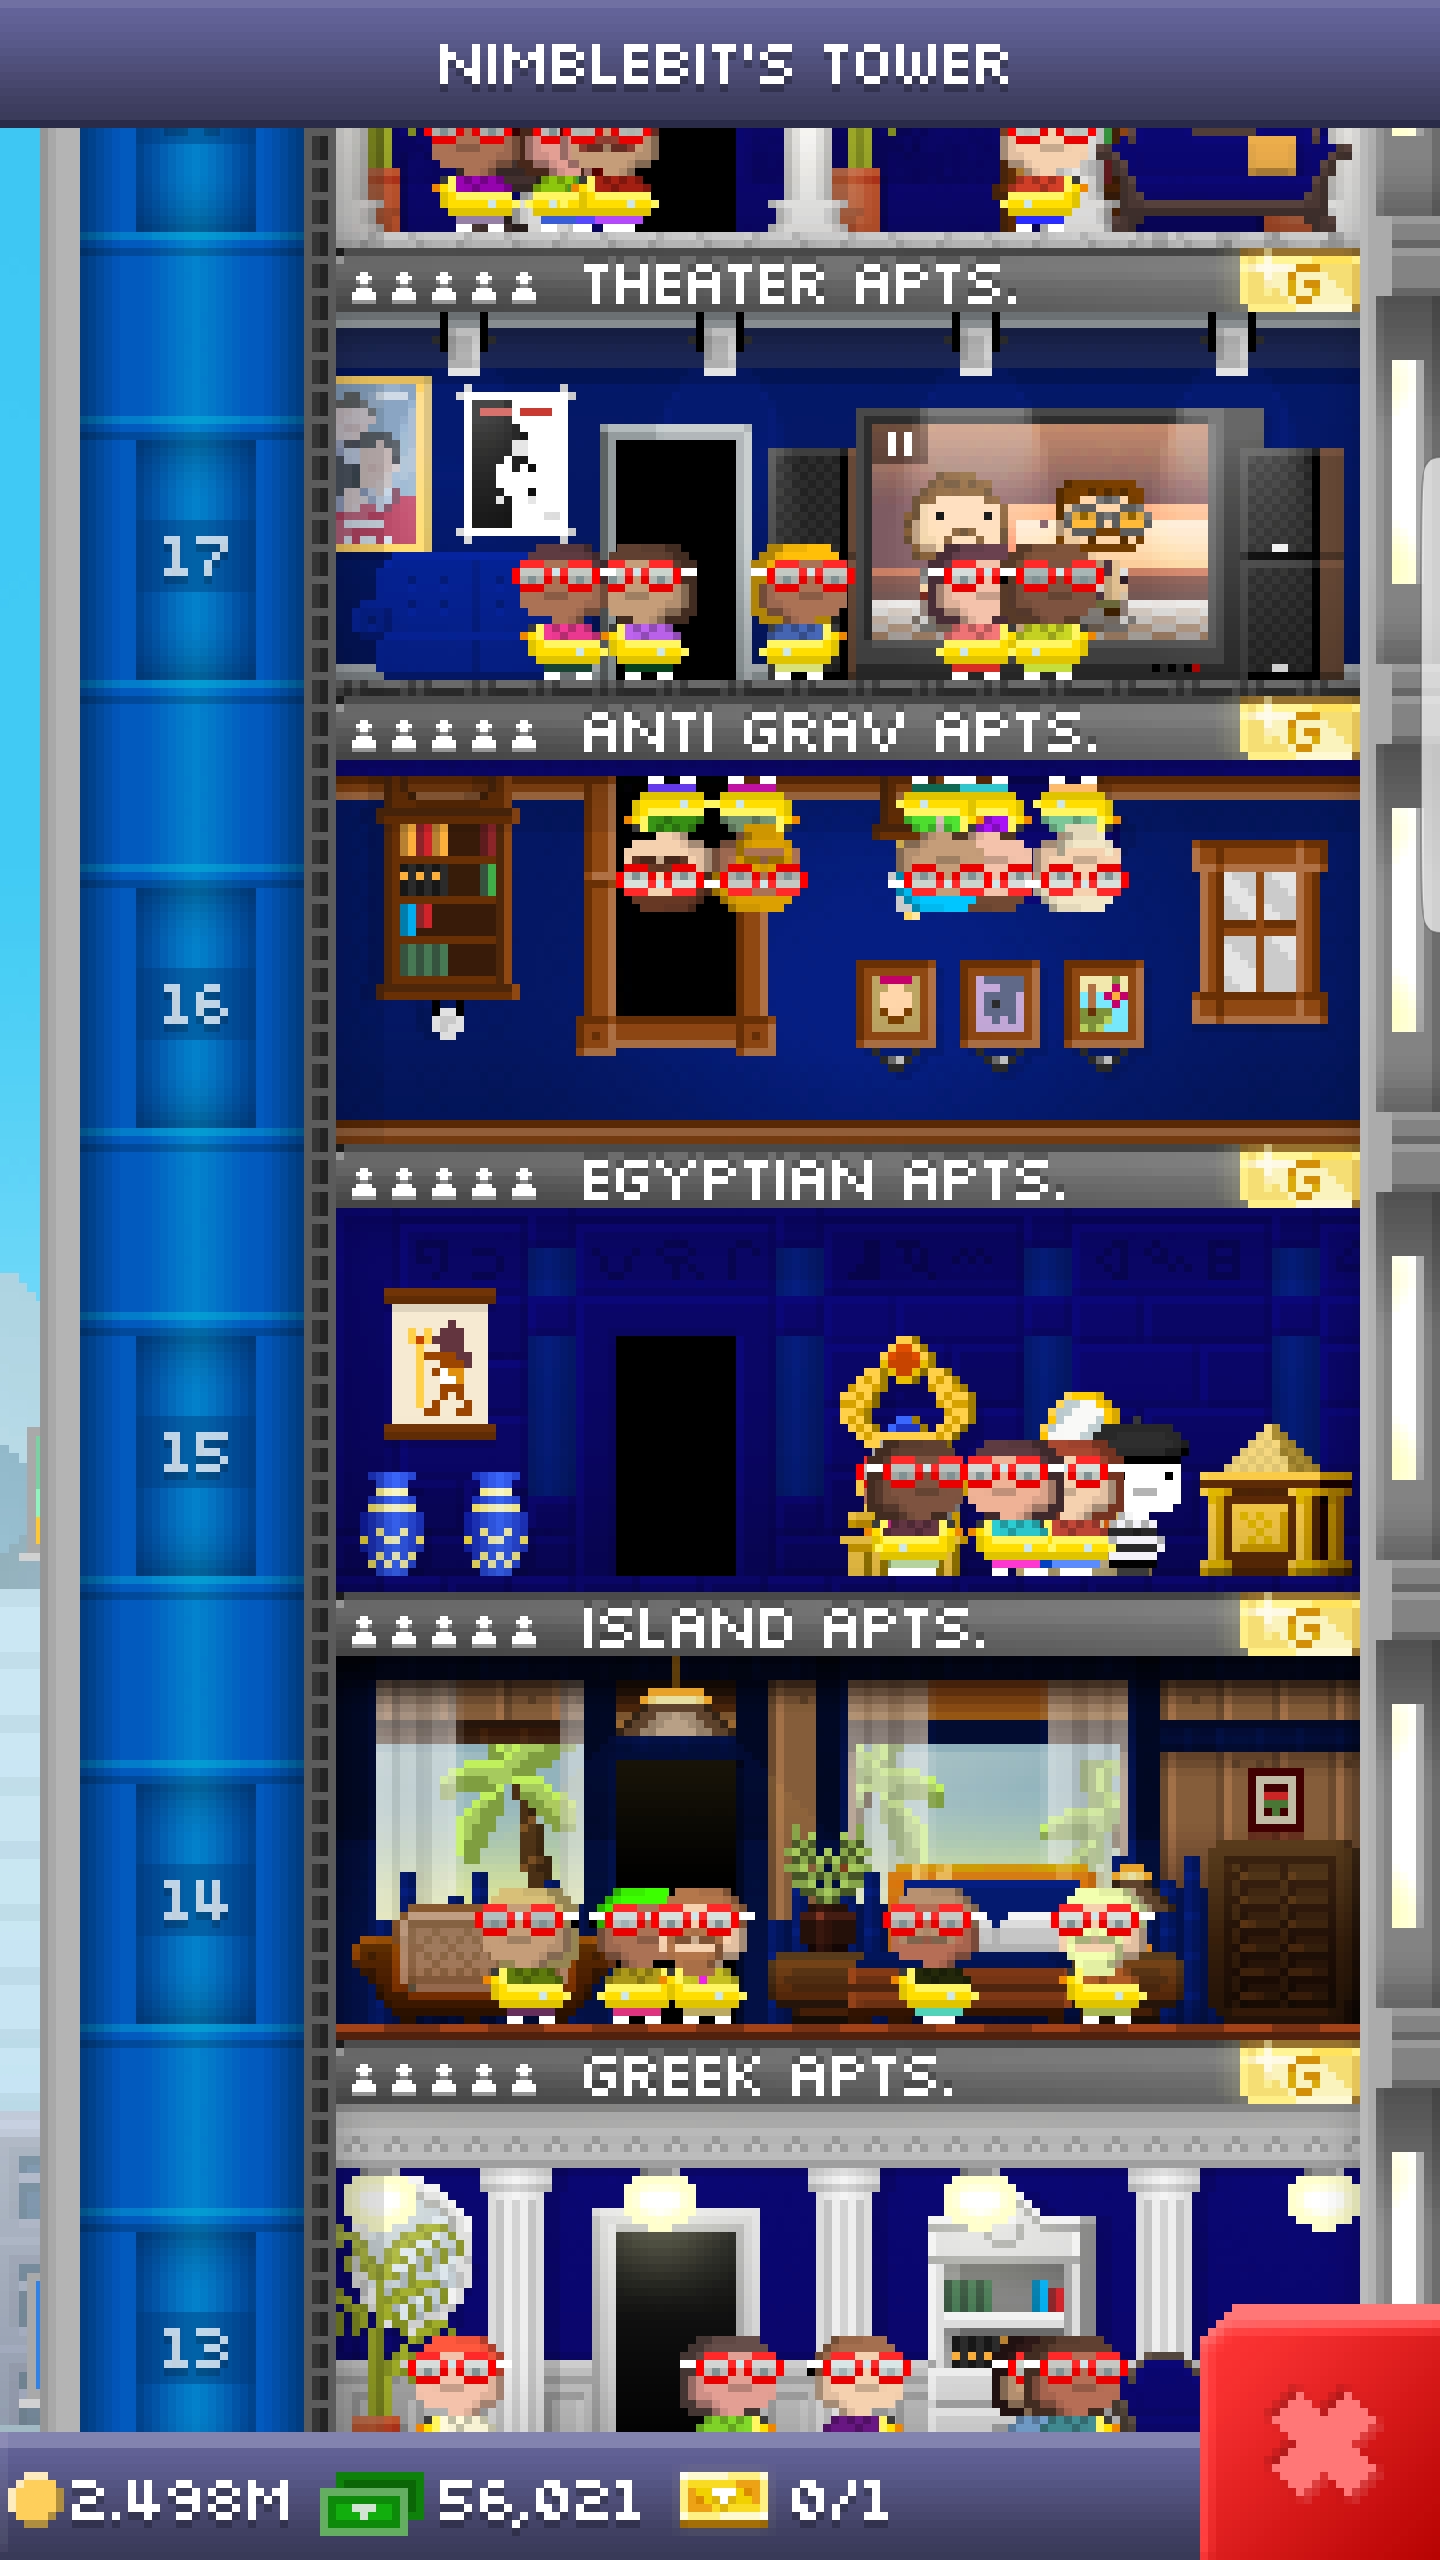 NIMBLEBIT'S TOWER
THEATER APTS. G
17
ANTI GRAV APTS. G
16
EGYPTIAN APTS. G
15
ISLAND APTS. G
14
GREEK APTS. G
13
2.498M 56,021 0/1